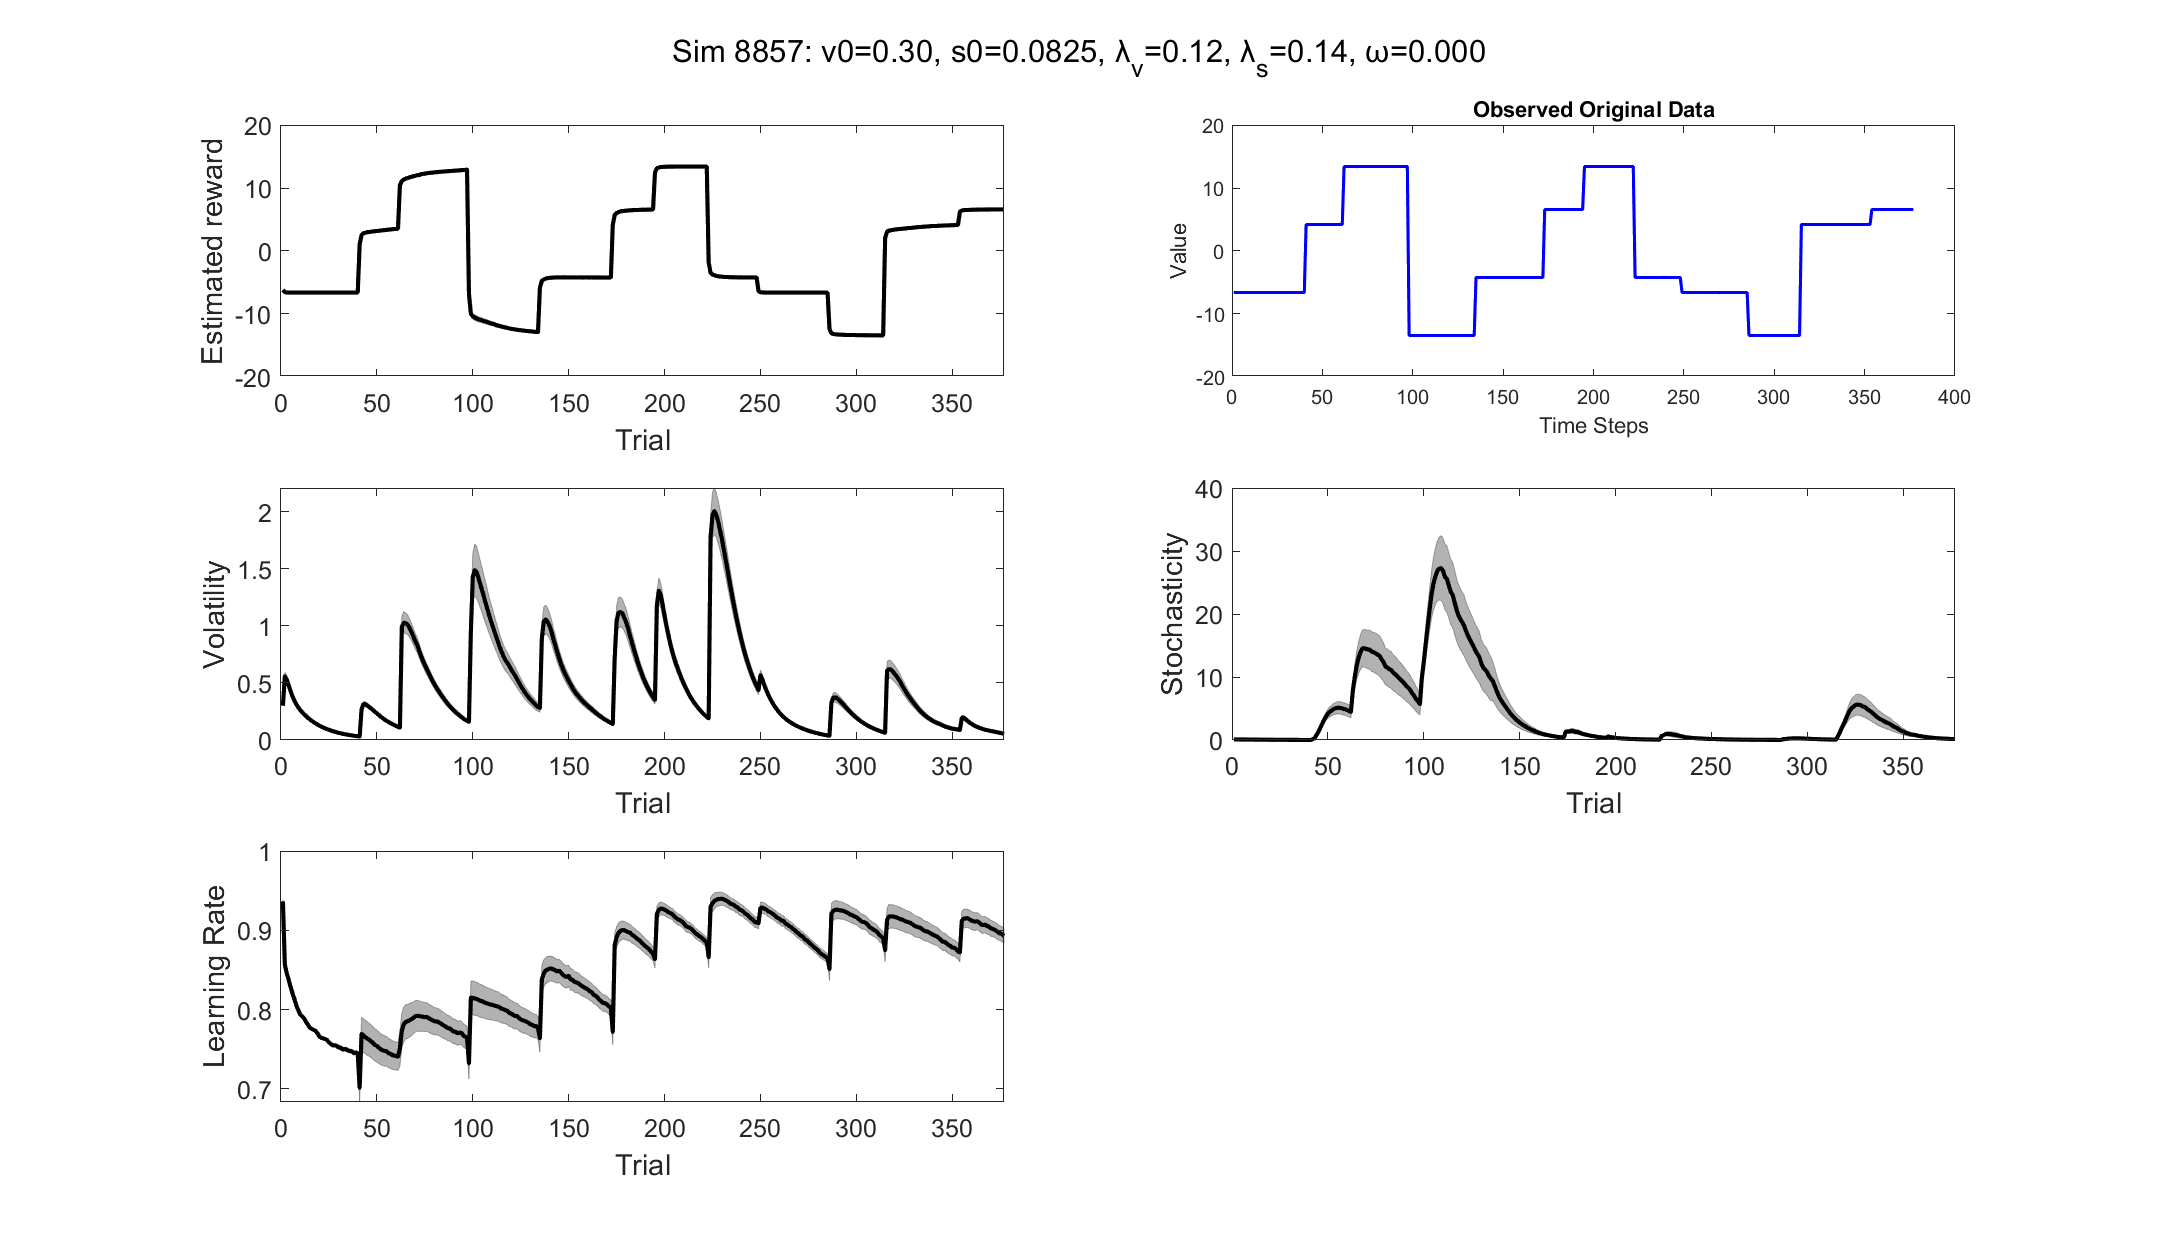 Sim 8857: v0=0.30, s0=0.0825, λv=0.12, λs=0.14, ω=0.000
Estimated reward
20
10
0
-10
-20
0 50 100 150 200 250 300 350
Trial
Observed Original Data
Value
20
10
0
-10
-20
0 50 100 150 200 250 300 350 400
Time Steps
Volatility
2
1.5
1
0.5
0
0 50 100 150 200 250 300 350
Trial
Stochasticity
40
30
20
10
0
0 50 100 150 200 250 300 350
Trial
Learning Rate
1
0.9
0.8
0.7
0 50 100 150 200 250 300 350
Trial